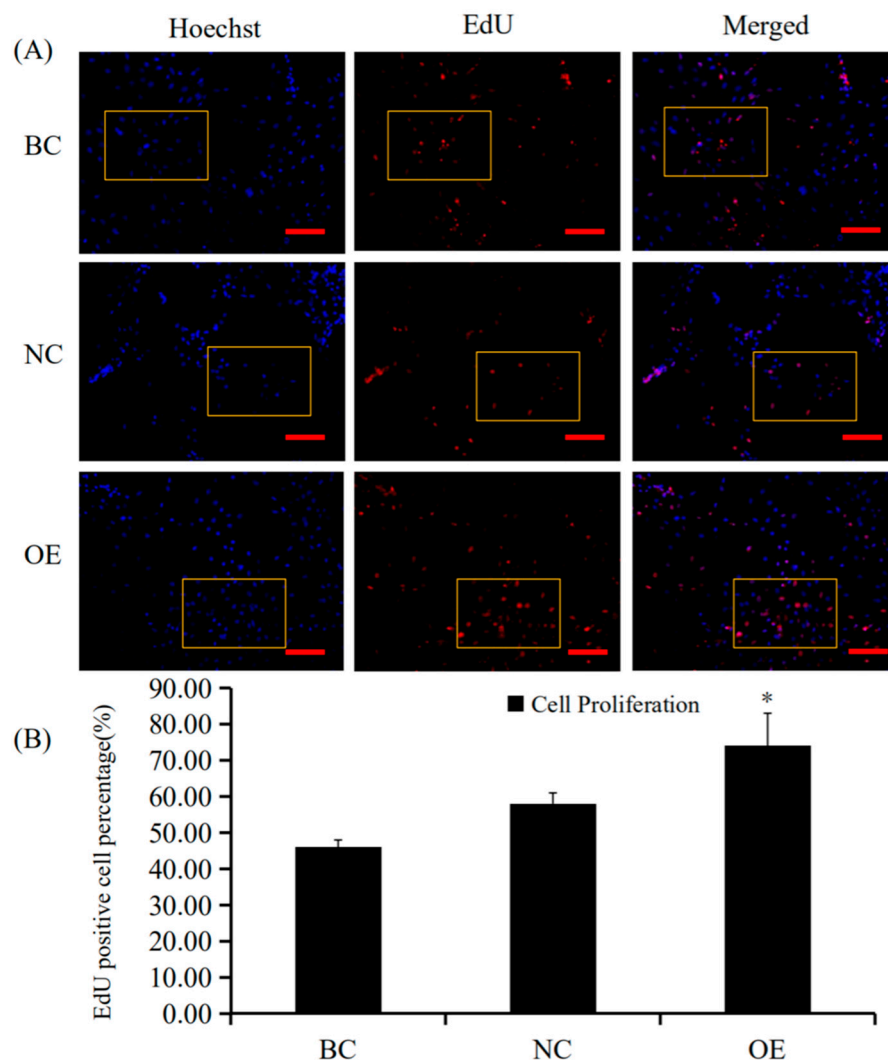 (A)
Hoechst EdU Merged
BC
NC
OE
(B)
EdU positive cell percentage(%)
90.00
80.00
70.00
60.00
50.00
40.00
30.00
20.00
10.00
0.00
■ Cell Proliferation
*
BC NC OE